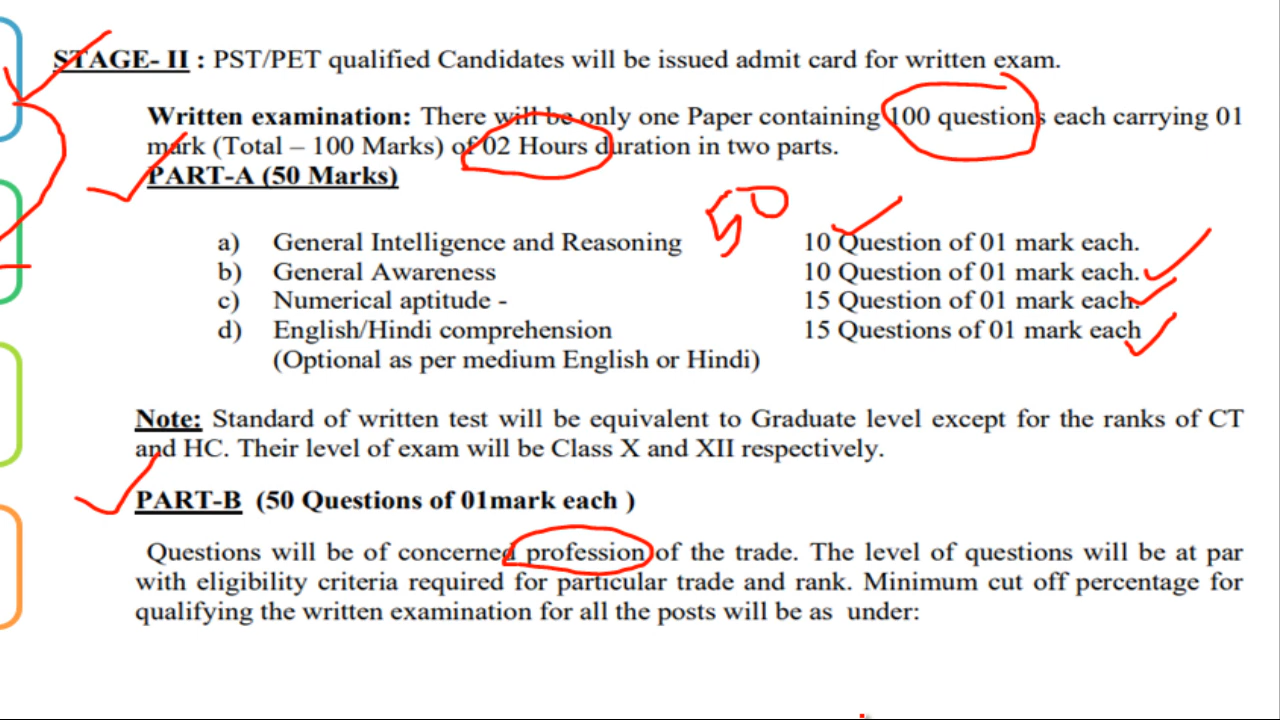 STAGE- II : PST/PET qualified Candidates will be issued admit card for written exam.
Written examination: There will be only one Paper containing 100 questions each carrying 01
mark (Total – 100 Marks) of 02 Hours duration in two parts.
PART-A (50 Marks)
50
a) General Intelligence and Reasoning 10 Question of 01 mark each.
b) General Awareness 10 Question of 01 mark each.
c) Numerical aptitude - 15 Question of 01 mark each.
d) English/Hindi comprehension 15 Questions of 01 mark each
(Optional as per medium English or Hindi)
Note: Standard of written test will be equivalent to Graduate level except for the ranks of CT
and HC. Their level of exam will be Class X and XII respectively.
PART-B (50 Questions of 01mark each )
Questions will be of concerned profession of the trade. The level of questions will be at par
with eligibility criteria required for particular trade and rank. Minimum cut off percentage for
qualifying the written examination for all the posts will be as under: